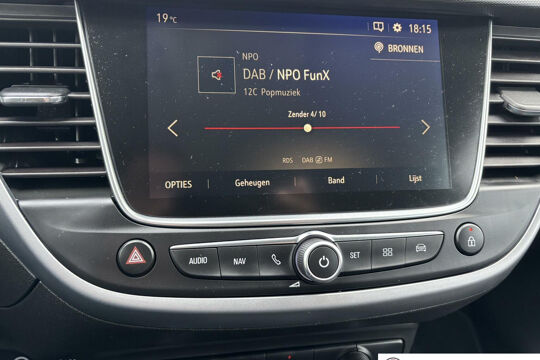 19 °C
18:15
BRONNEN
NPO
DAB / NPO FunX
12C Popmuziek
Zender 4/10
RDS DAB FM
OPTIES Geheugen Band Lijst
AUDIO NAV SET